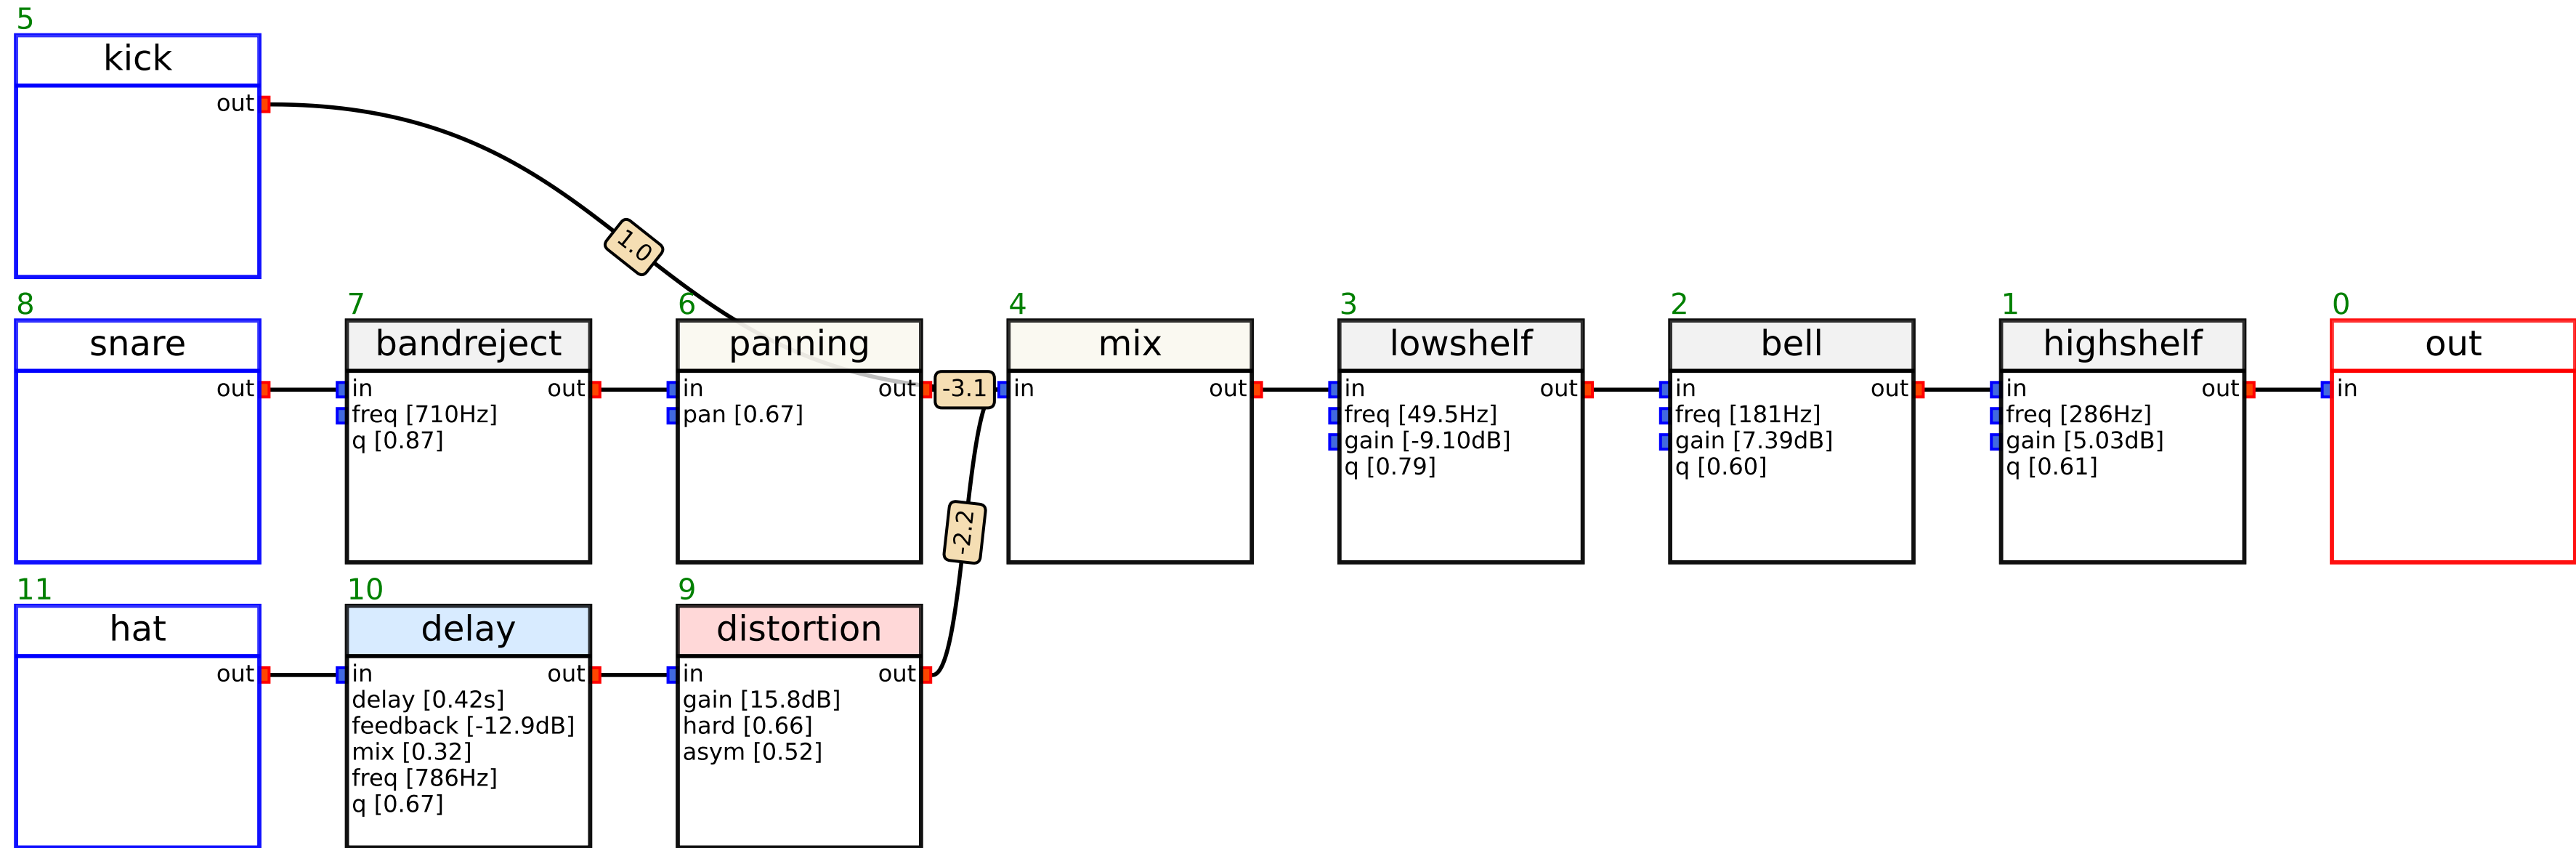 5
kick
out
1.0
8
snare
out
7
bandreject
in out
freq [710Hz]
q [0.87]
6
panning
in out
pan [0.67]
-3.1
4
mix
in out
3
lowshelf
in out
freq [49.5Hz]
gain [-9.10dB]
q [0.79]
2
bell
in out
freq [181Hz]
gain [7.39dB]
q [0.60]
1
highshelf
in out
freq [286Hz]
gain [5.03dB]
q [0.61]
0
out
in
-2.2
11
hat
out
10
delay
in out
delay [0.42s]
feedback [-12.9dB]
mix [0.32]
freq [786Hz]
q [0.67]
9
distortion
in out
gain [15.8dB]
hard [0.66]
asym [0.52]